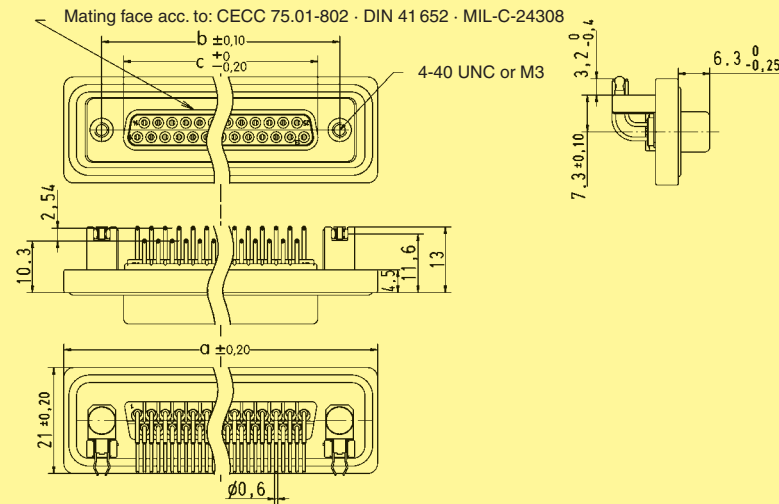 Mating face acc. to: CECC 75.01-802 · DIN 41 652 · MIL-C-24308
b ±0,10
c +0 -0,20
4-40 UNC or M3
3,2 0 -0,4
6.3 0 -0,25
7.3 ±0,10
2,54
10.3
4.5
11,6
13
a ±0,20
21 ±0,20
Ø0,6